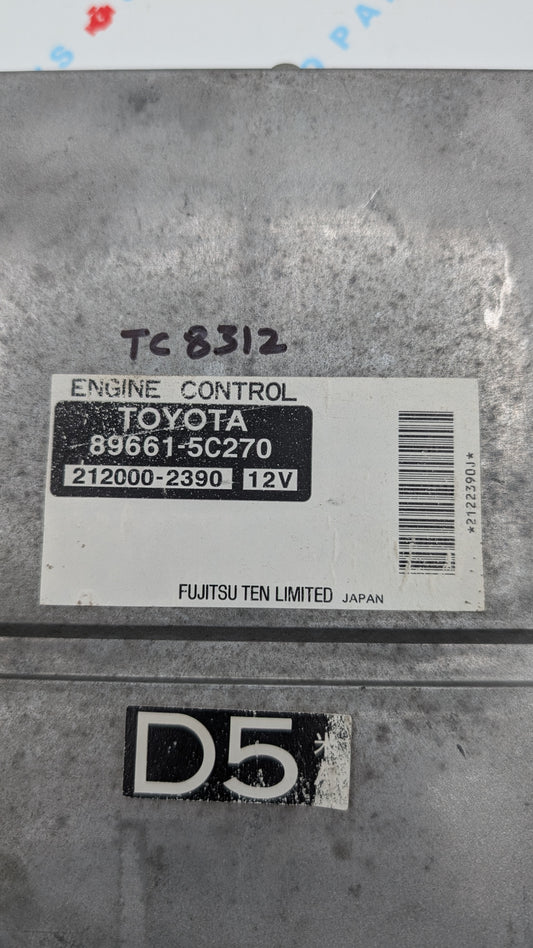 TC 8312
ENGINE CONTROL
TOYOTA
89661-5C270
212000-2390 12V
*2122390J*
FUJITSU TEN LIMITED JAPAN
D5*